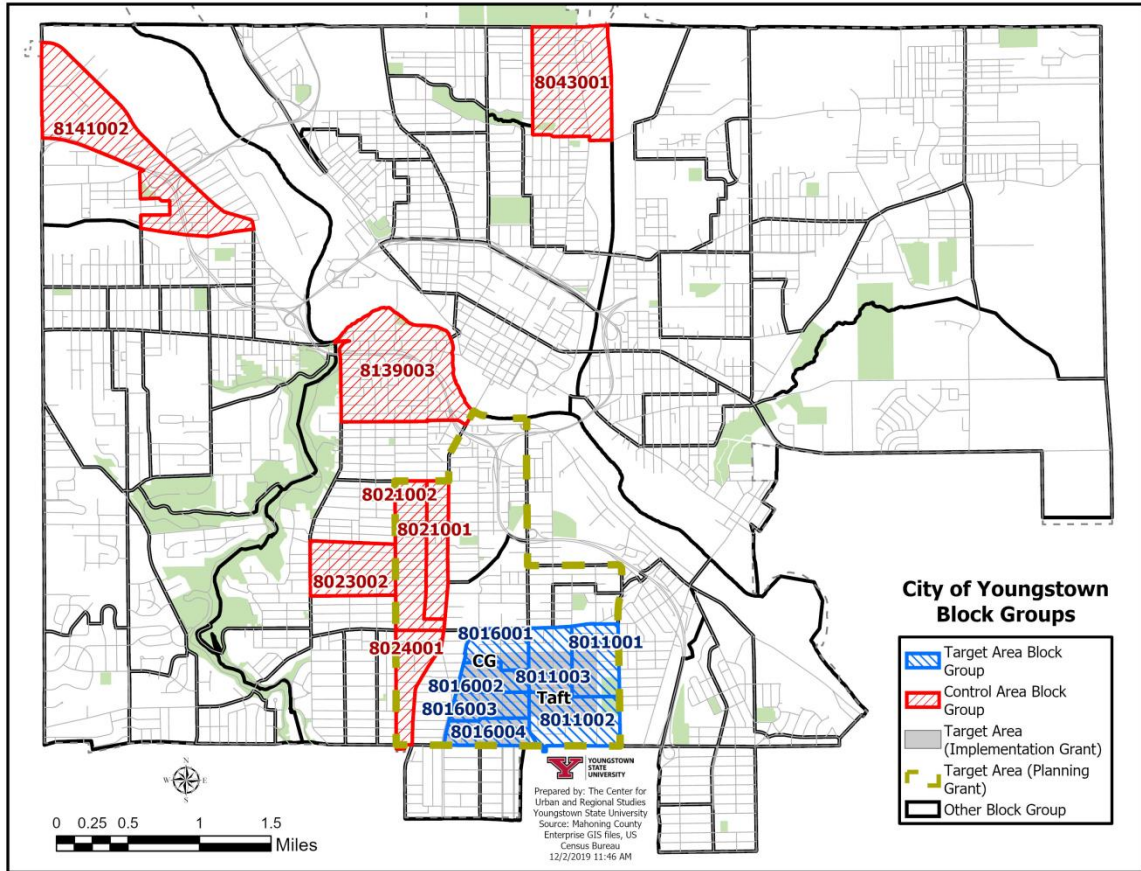 8043001
8141002
8139003
8021002
8021001
8023002
8024001
8016001
8011001
CG
8011003
8016002
Taft
8016003
8011002
8016004
City of Youngstown
Block Groups
Target Area Block
Group
Control Area Block
Group
Target Area
(Implementation Grant)
Target Area (Planning
Grant)
Other Block Group
N
W
E
S
0 0.25 0.5 1 1.5
Miles
Y
YOUNGSTOWN
STATE
UNIVERSITY
Prepared by: The Center for
Urban and Regional Studies
Youngstown State University
Source: Mahoning County
Enterprise GIS files, US
Census Bureau
12/2/2019 11:46 AM